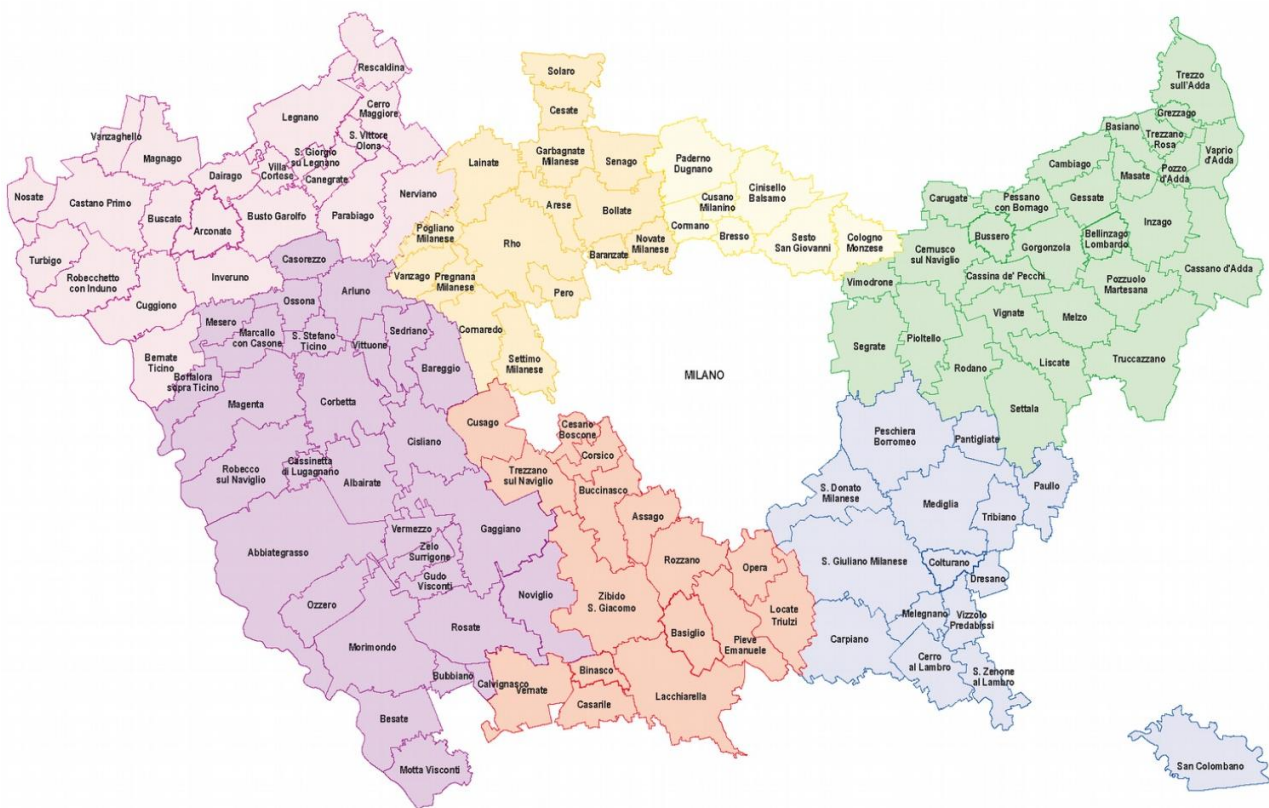 Rescaldina
Legnano
Cerro
Maggiore
S. Vittore
Olona
S. Giorgio
su Legnano
Villa
Cortese
Canegrate
Vanzaghello
Magnago
Dairago
Nosate
Castano Primo
Buscate
Arconate
Busto Garolfo
Parabiago
Nerviano
Turbigo
Robecchetto
con Induno
Cuggiono
Inveruno
Bernate
Ticino
Solaro
Cesate
Garbagnate
Milanese
Senago
Lainate
Arese
Bollate
Pogliano
Milanese
Rho
Baranzate
Novate
Milanese
Vanzago
Pregnana
Milanese
Pero
Cornaredo
Settimo
Milanese
Paderno
Dugnano
Cusano
Milanino
Cinisello
Balsamo
Cormano
Bresso
Sesto
San Giovanni
Cologno
Monzese
Trezzo
sull'Adda
Grezzago
Basiano
Trezzano
Rosa
Vaprio
d'Adda
Cambiago
Masate
Pozzo
d'Adda
Carugate
Pessano
con Bornago
Gessate
Inzago
Bussero
Bellinzago
Lombardo
Cernusco
sul Naviglio
Gorgonzola
Cassano d'Adda
Vimodrone
Cassina de' Pecchi
Pozzuolo
Martesana
Vignate
Melzo
Segrate
Pioltello
Rodano
Liscate
Truccazzano
Settala
MILANO
Casorezzo
Ossona
Arluno
Mesero
Marcallo
con Casone
S. Stefano
Ticino
Vittuone
Sedriano
Bareggio
Boffalora
sopra Ticino
Magenta
Corbetta
Cisliano
Robecco
sul Naviglio
Cassinetta
di Lugagnano
Albairate
Abbiategrasso
Vermezzo
Zelo
Surrigone
Gaggiano
Gudo
Visconti
Ozzero
Noviglio
Rosate
Morimondo
Bubbiano
Calvignasco
Besate
Motta Visconti
Cusago
Cesario
Boscone
Corsico
Trezzano
sul Naviglio
Buccinasco
Assago
Rozzano
Opera
Zibido
S. Giacomo
Locate
Triulzi
Basiglio
Pieve
Emanuele
Binasco
Vernate
Casarile
Lacchiarella
Peschiera
Borromeo
Pantigliate
S. Donato
Milanese
Mediglia
Paullo
Tribiano
S. Giuliano Milanese
Colturano
Dresano
Melegnano
Vizzolo
Predabissi
Carpiano
Cerro
al Lambro
S. Zenone
al Lambro
San Colombano